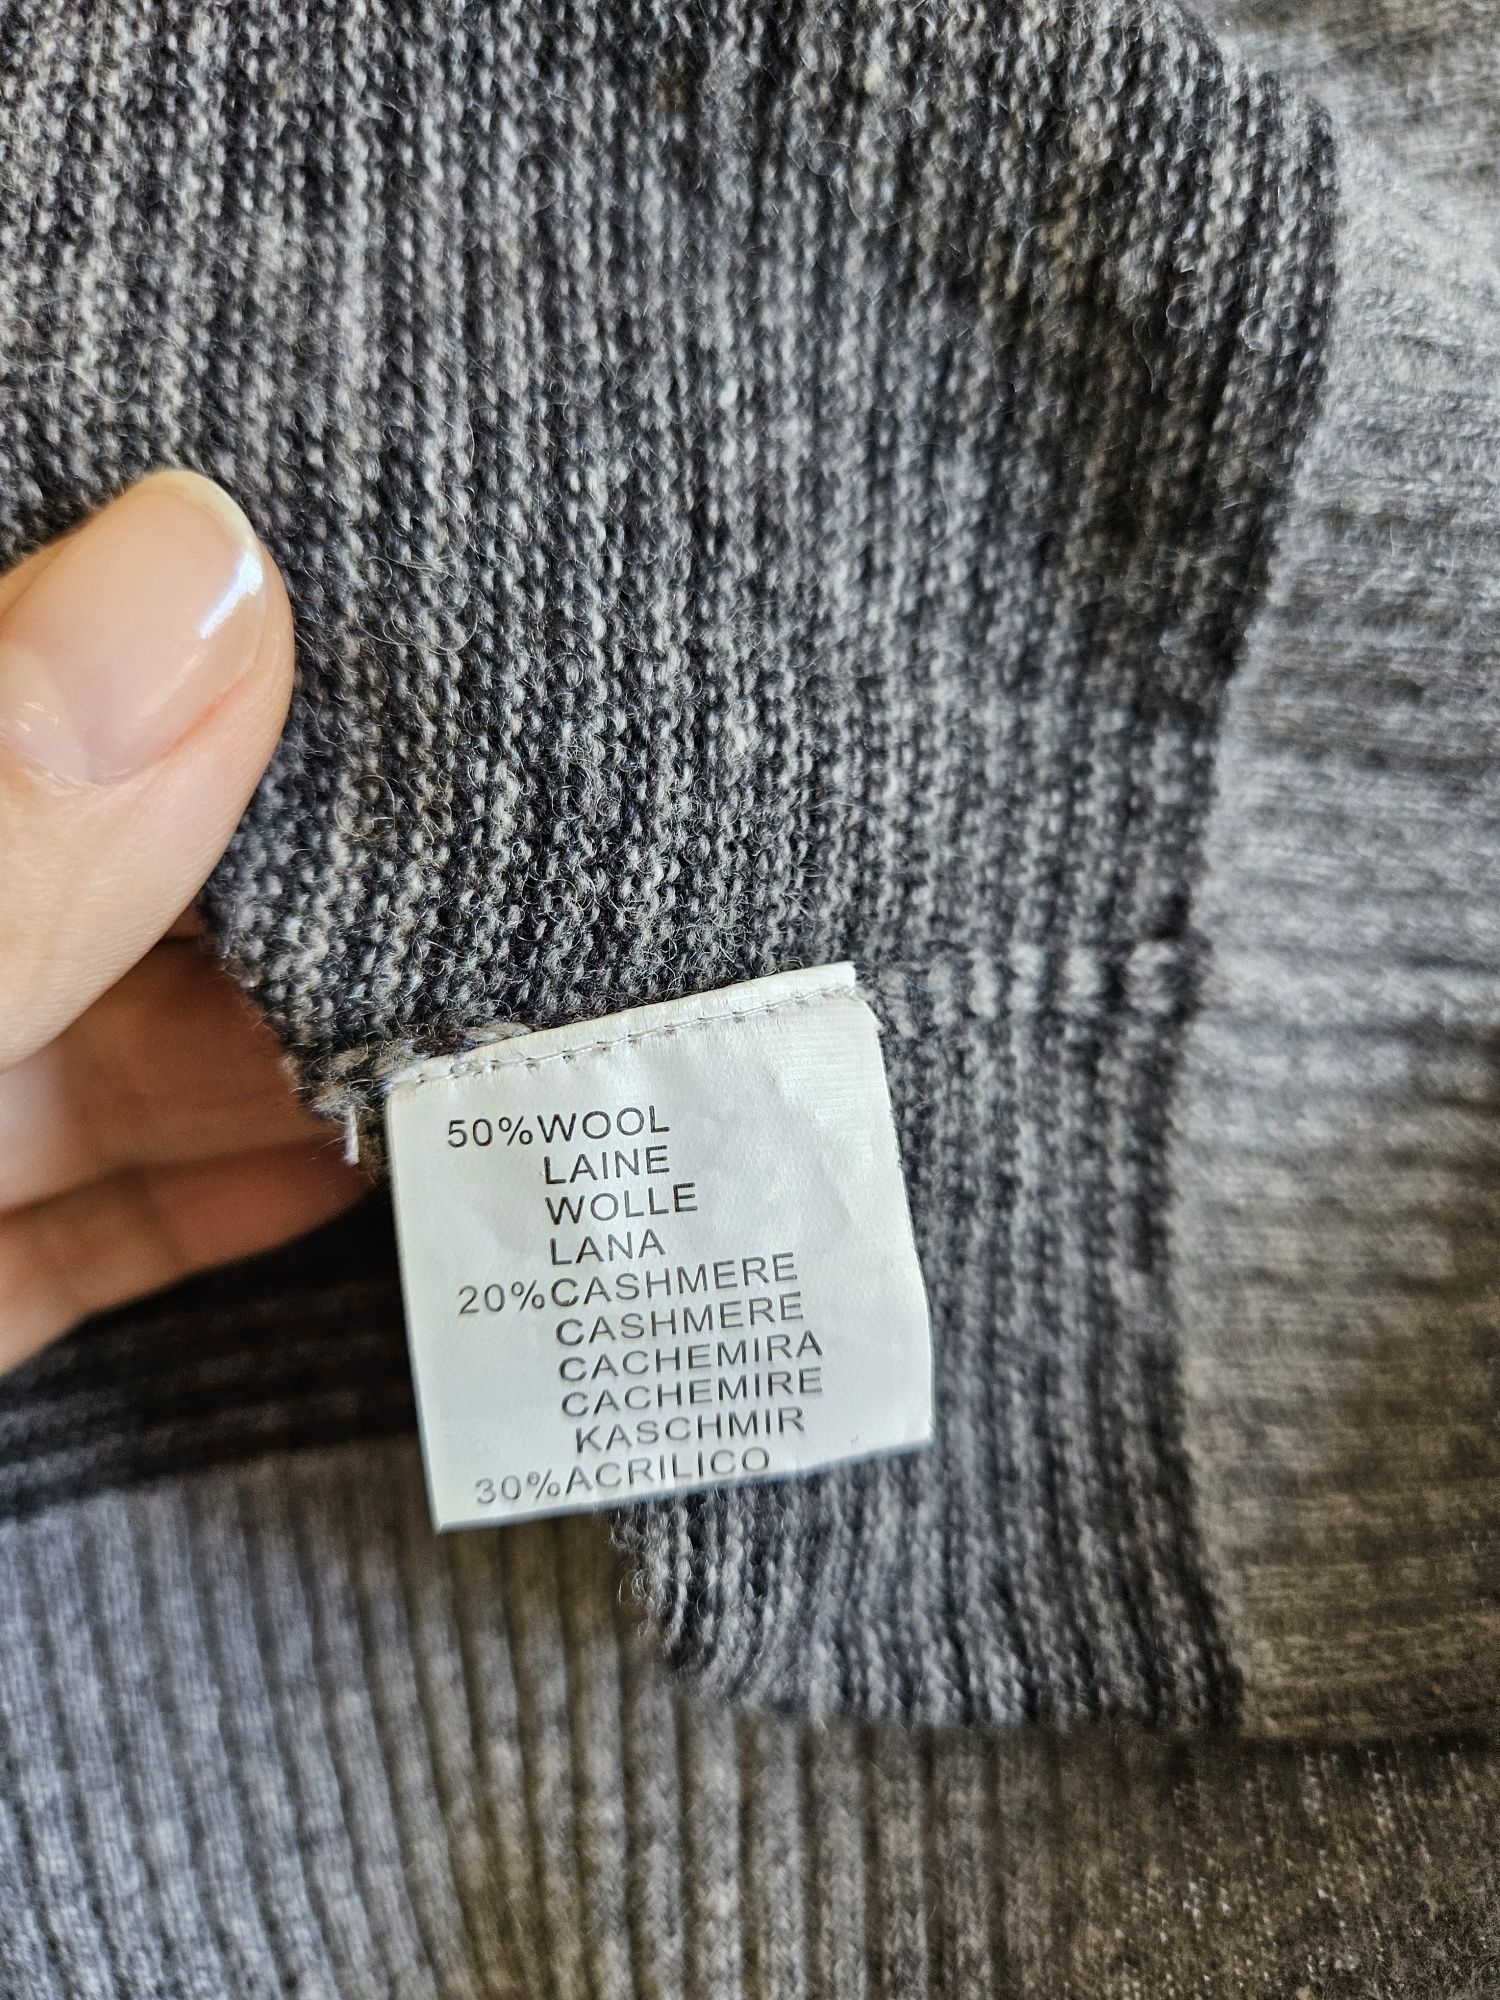 50%WOOL
LAINE
WOLLE
LANA
20%CASHMERE
CASHMERE
CACHEMIRA
CACHEMIRE
KASCHMIR
30%ACRILICO